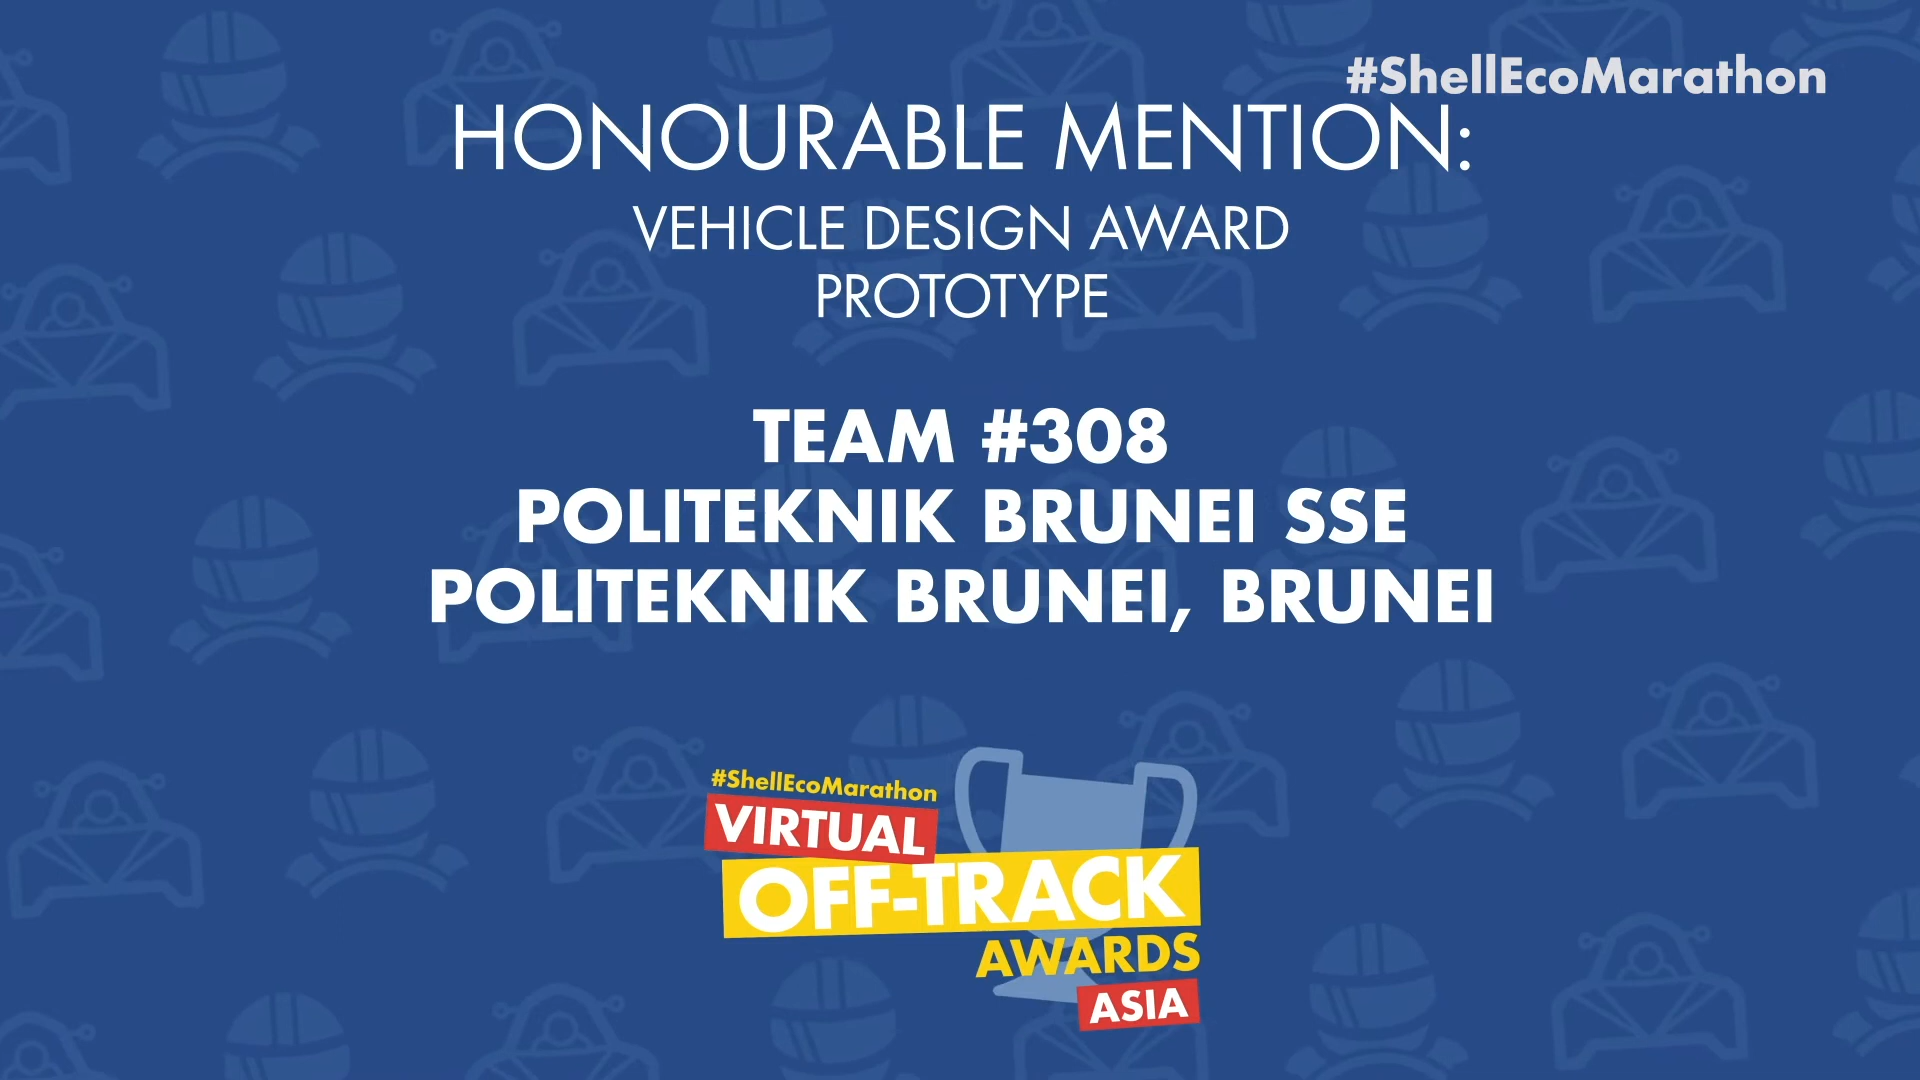 #ShellEcoMarathon
HONOURABLE MENTION:
VEHICLE DESIGN AWARD
PROTOTYPE
TEAM #308
POLITEKNIK BRUNEI SSE
POLITEKNIK BRUNEI, BRUNEI
#ShellEcoMarathon
VIRTUAL
OFF-TRACK
AWARDS
ASIA